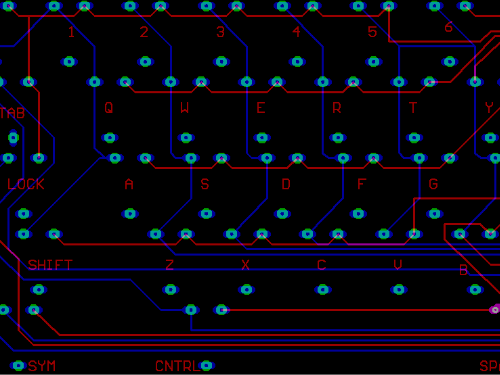 1 2 3 4 5 6
TAB Q W E R T Y
LOCK A S D F G
SHIFT Z X C V B
SYM CNTRL SP